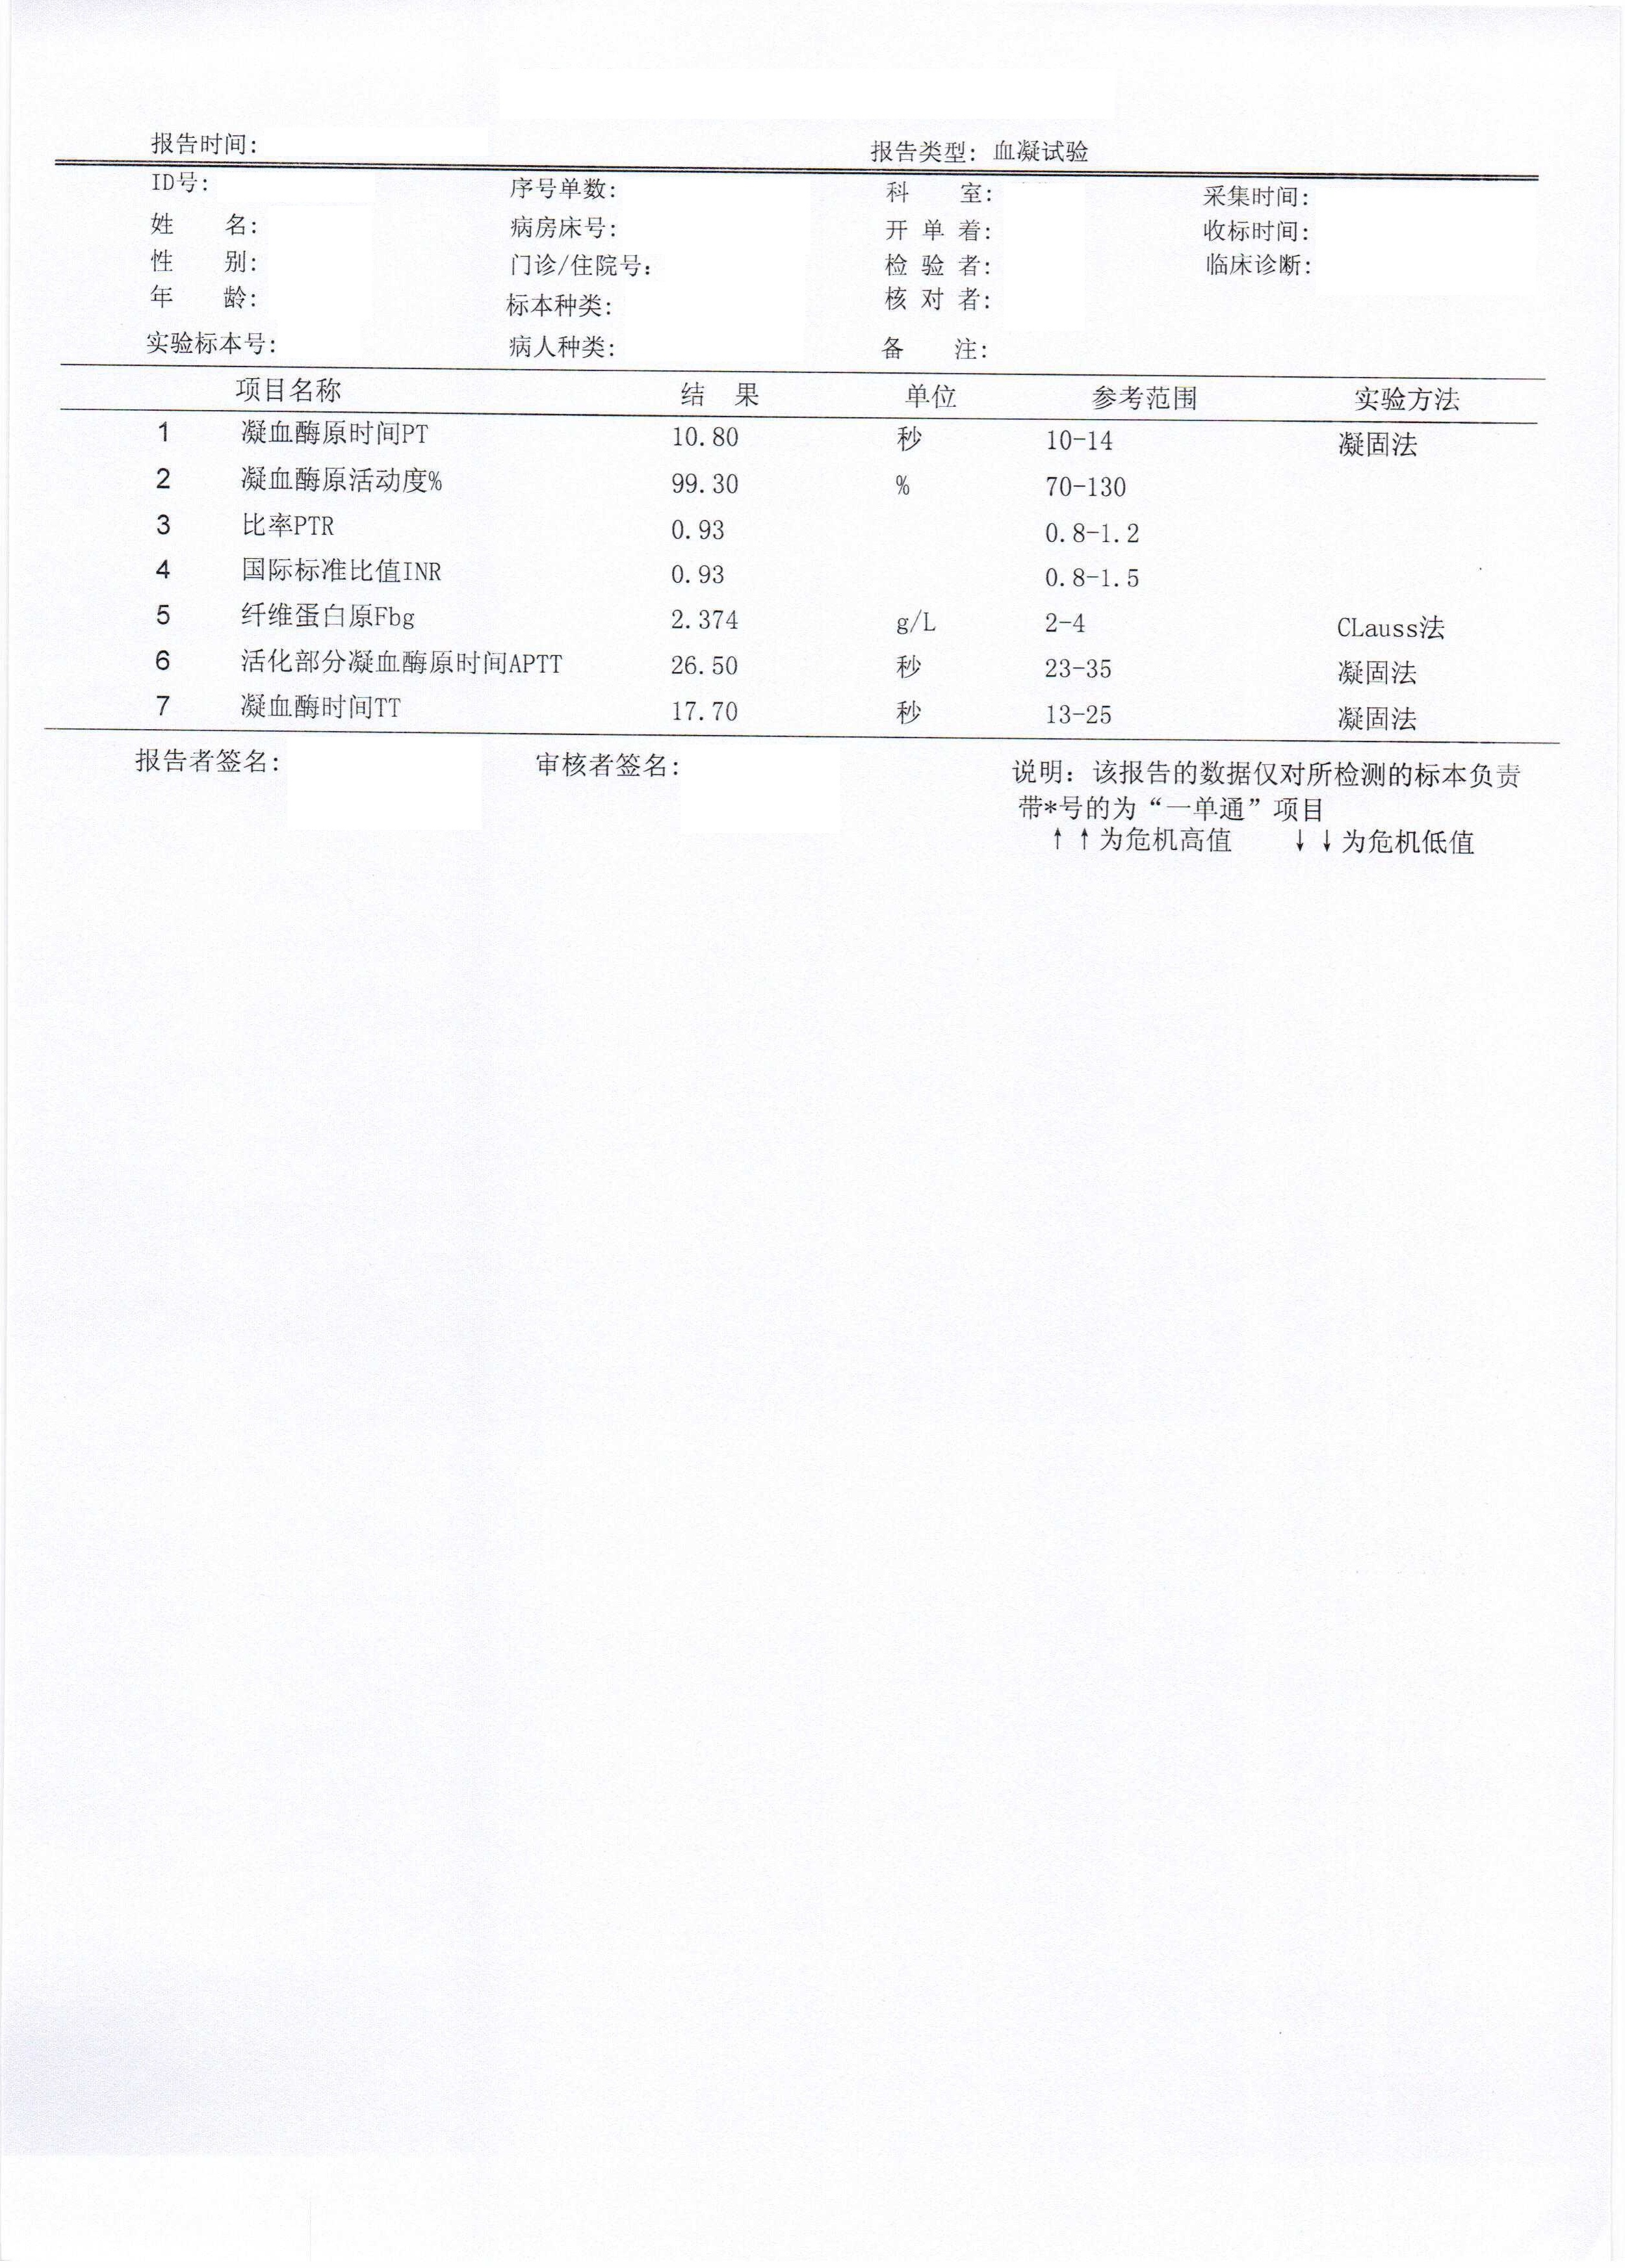 报告时间: 报告类型: 血凝试验
ID号: 序号单数: 科 室: 采集时间:
姓 名: 病房床号: 开 单 着: 收标时间:
性 别: 门诊/住院号: 检 验 者: 临床诊断:
年 龄: 标本种类: 核 对 者:
实验标本号: 病人种类: 备 注:
项目名称 结 果 单位 参考范围 实验方法
1 凝血酶原时间PT 10.80 秒 10-14 凝固法
2 凝血酶原活动度% 99.30 % 70-130
3 比率PTR 0.93 0.8-1.2
4 国际标准比值INR 0.93 0.8-1.5
5 纤维蛋白原Fbg 2.374 g/L 2-4 CLauss法
6 活化部分凝血酶原时间APTT 26.50 秒 23-35 凝固法
7 凝血酶时间TT 17.70 秒 13-25 凝固法
报告者签名: 审核者签名: 说明: 该报告的数据仅对所检测的标本负责
带*号的为“一单通”项目
↑↑为危机高值 ↓↓为危机低值